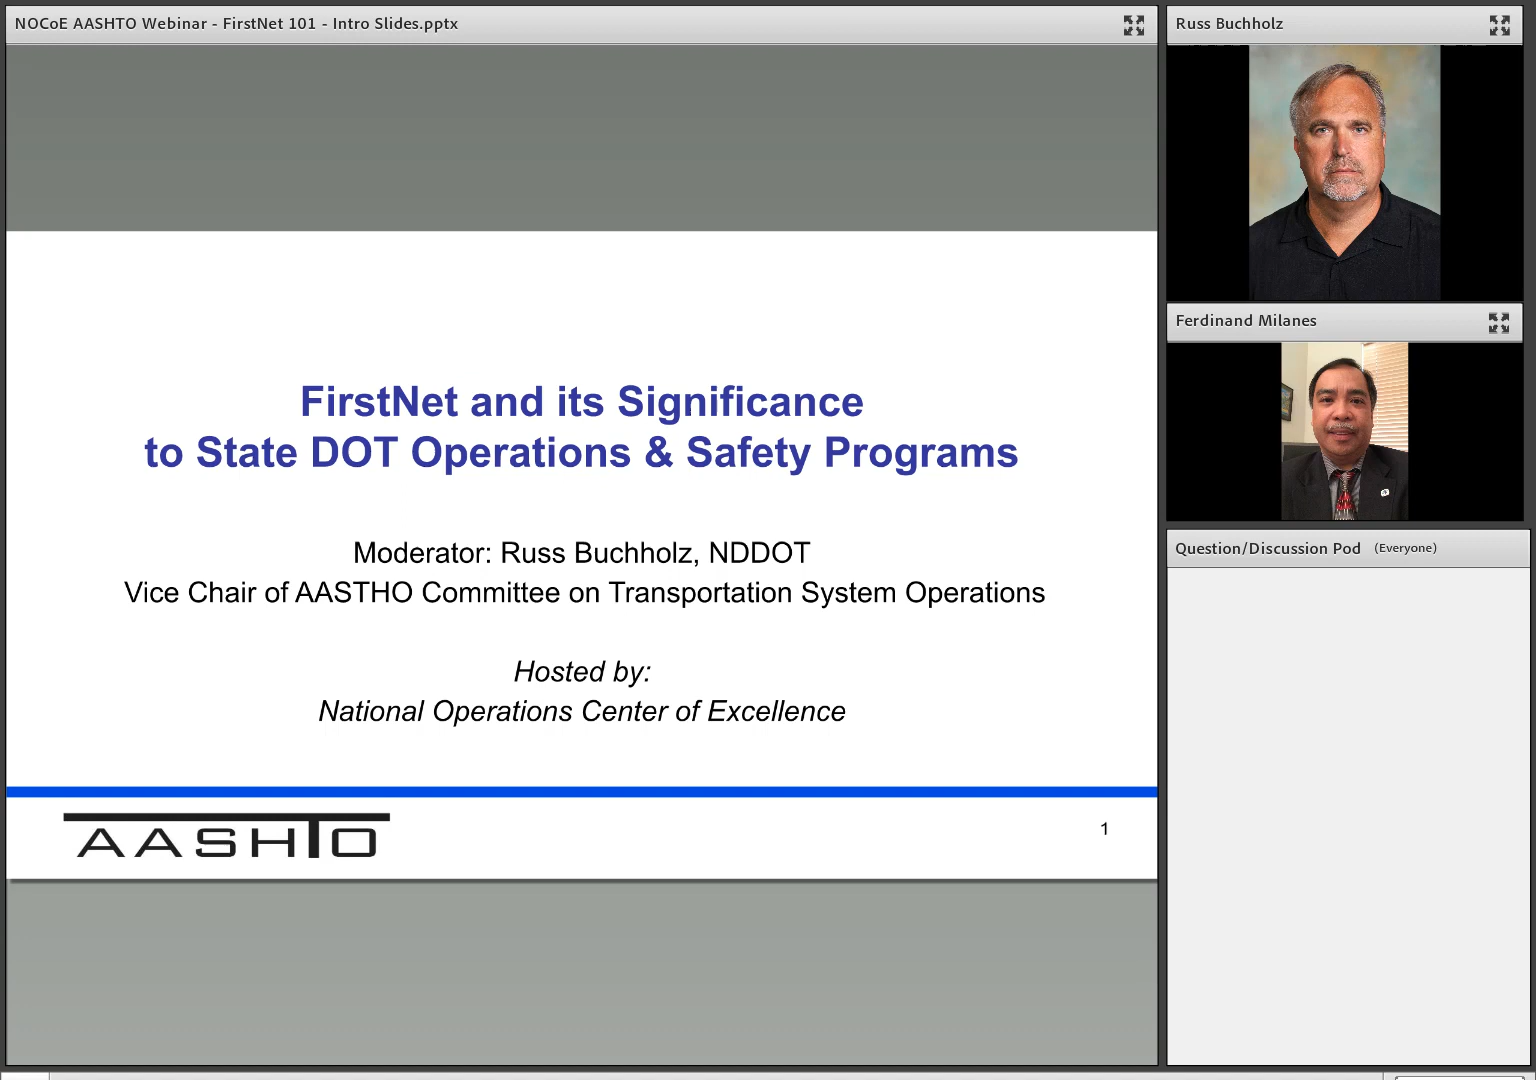 NOCoE AASHTO Webinar - FirstNet 101 - Intro Slides.pptx
FirstNet and its Significance
to State DOT Operations & Safety Programs
Moderator: Russ Buchholz, NDDOT
Vice Chair of AASTHO Committee on Transportation System Operations
Hosted by:
National Operations Center of Excellence
AASHTO
1
Russ Buchholz
Ferdinand Milanes
Question/Discussion Pod (Everyone)